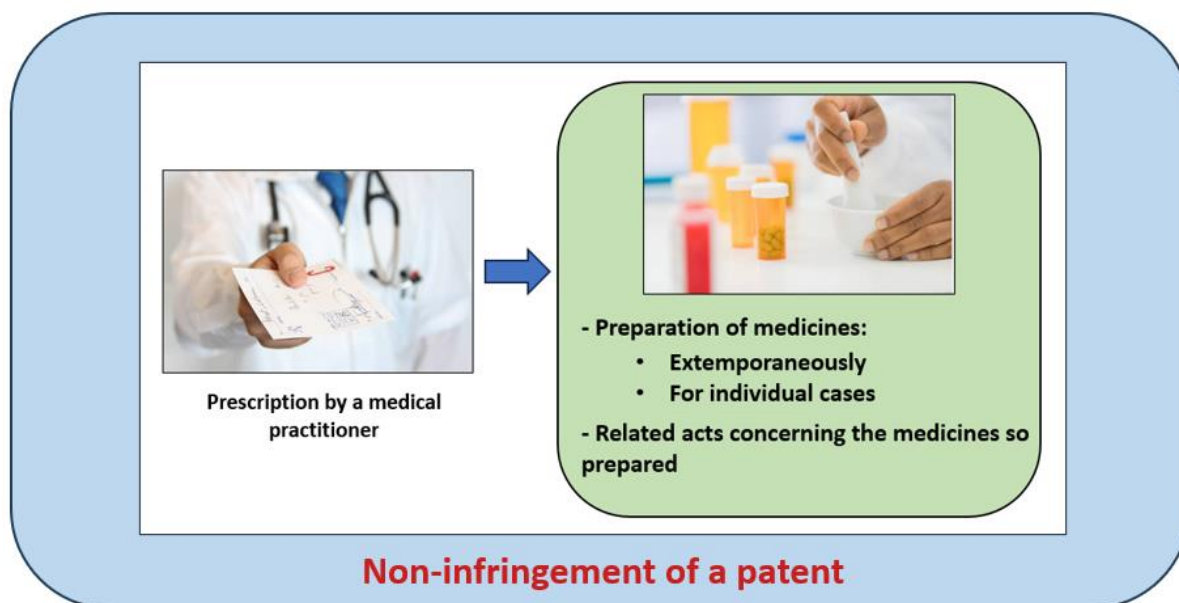 Prescription by a medical
practitioner
- Preparation of medicines:
• Extemporaneously
• For individual cases
- Related acts concerning the medicines so
prepared
Non-infringement of a patent